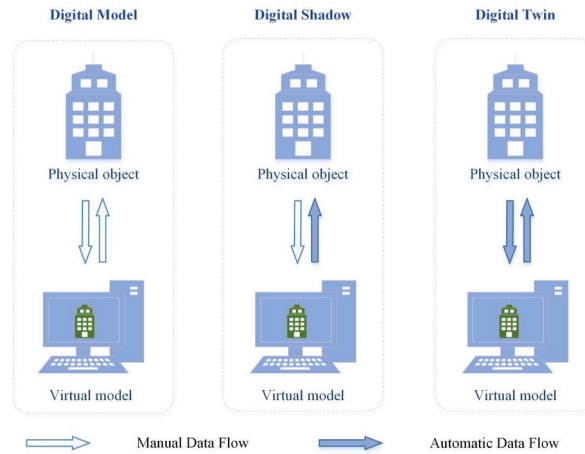 Digital Model
Digital Shadow
Digital Twin
Physical object
Physical object
Physical object
Virtual model
Virtual model
Virtual model
Manual Data Flow
Automatic Data Flow